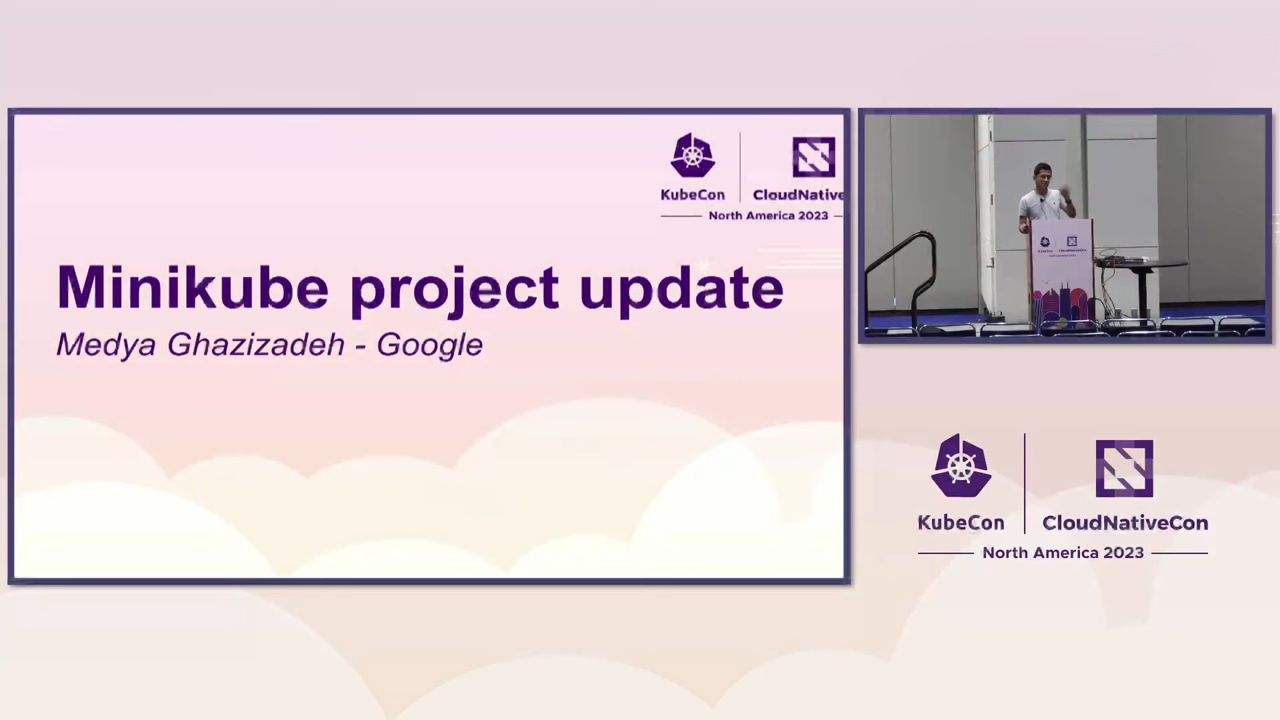 KubeCon
CloudNative
North America 2023
Minikube project update
Medya Ghazizadeh - Google
KubeCon
CloudNativeCon
North America 2023